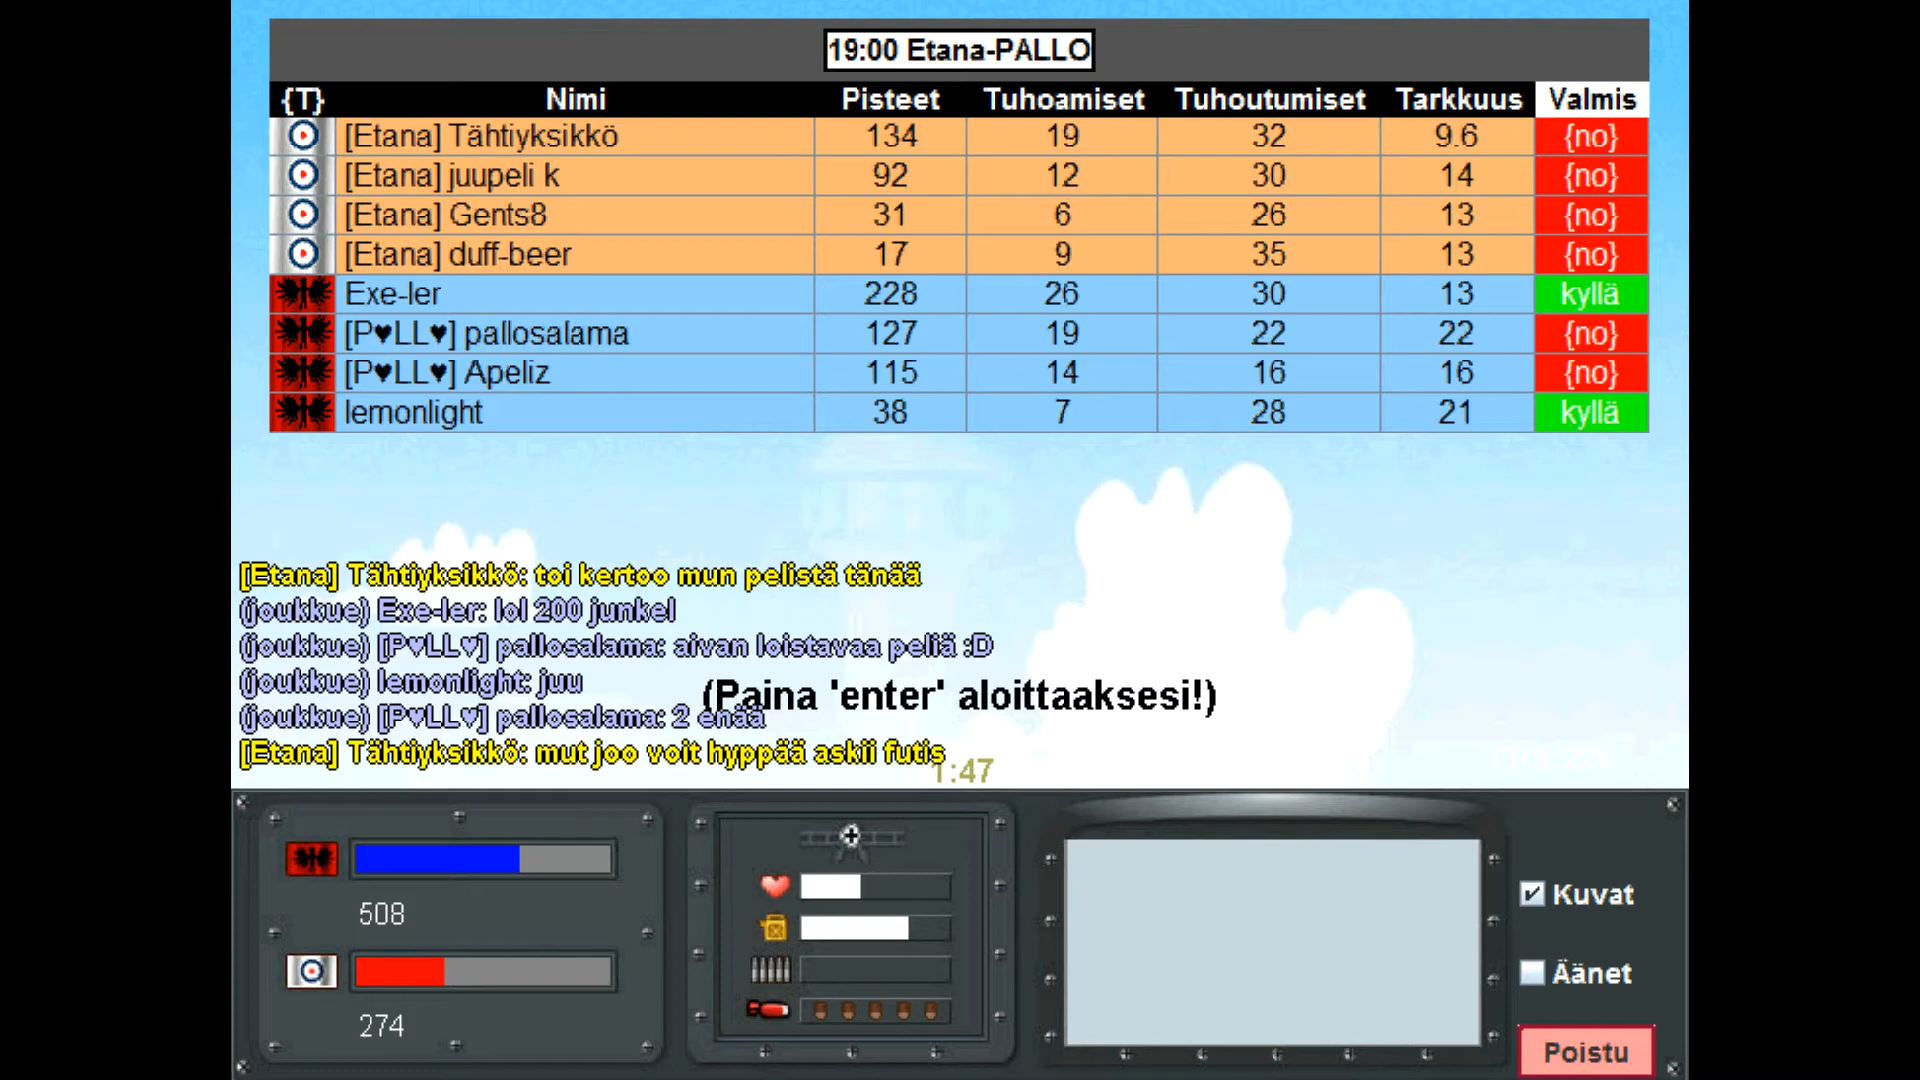 19:00 Etana-PALLO
{T} Nimi Pisteet Tuhoamiset Tuhoutumiset Tarkkuus Valmis
[Etana] Tähtiyksikkö 134 19 32 9.6 {no}
[Etana] juupeli k 92 12 30 14 {no}
[Etana] Gents8 31 6 26 13 {no}
[Etana] duff-beer 17 9 35 13 {no}
Exe-ler 228 26 30 13 kyllä
[P♥LL♥] pallosalama 127 19 22 22 {no}
[P♥LL♥] Apeliz 115 14 16 16 {no}
lemonlight 38 7 28 21 kyllä
[Etana] Tähtiyksikkö: toi kertoo mun pelistä tänää
(joukkue) Exe-ler: lol 200 junkel
(joukkue) [P♥LL♥] pallosalama: aivan loistavaa peliä :D
(joukkue) lemonlight: juu
(Paina 'enter' aloittaaksesi!)
(joukkue) [P♥LL♥] pallosalama: 2 enää
[Etana] Tähtiyksikkö: mut joo voit hyppää askii futis
1:47
508
274
Kuvat
Äänet
Poistu